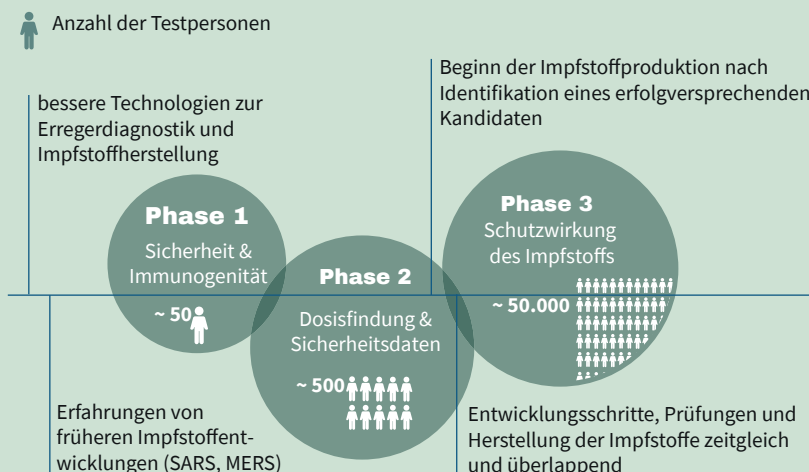 Anzahl der Testpersonen
bessere Technologien zur
Erregerdiagnostik und
Impfstoffherstellung
Beginn der Impfstoffproduktion nach
Identifikation eines erfolgversprechenden
Kandidaten
Phase 1
Sicherheit &
Immunogenität
~ 50
Phase 2
Dosisfindung &
Sicherheitsdaten
~ 500
Phase 3
Schutzwirkung
des Impfstoffs
~ 50.000
Erfahrungen von
früheren Impfstoffent-
wicklungen (SARS, MERS)
Entwicklungsschritte, Prüfungen und
Herstellung der Impfstoffe zeitgleich
und überlappend